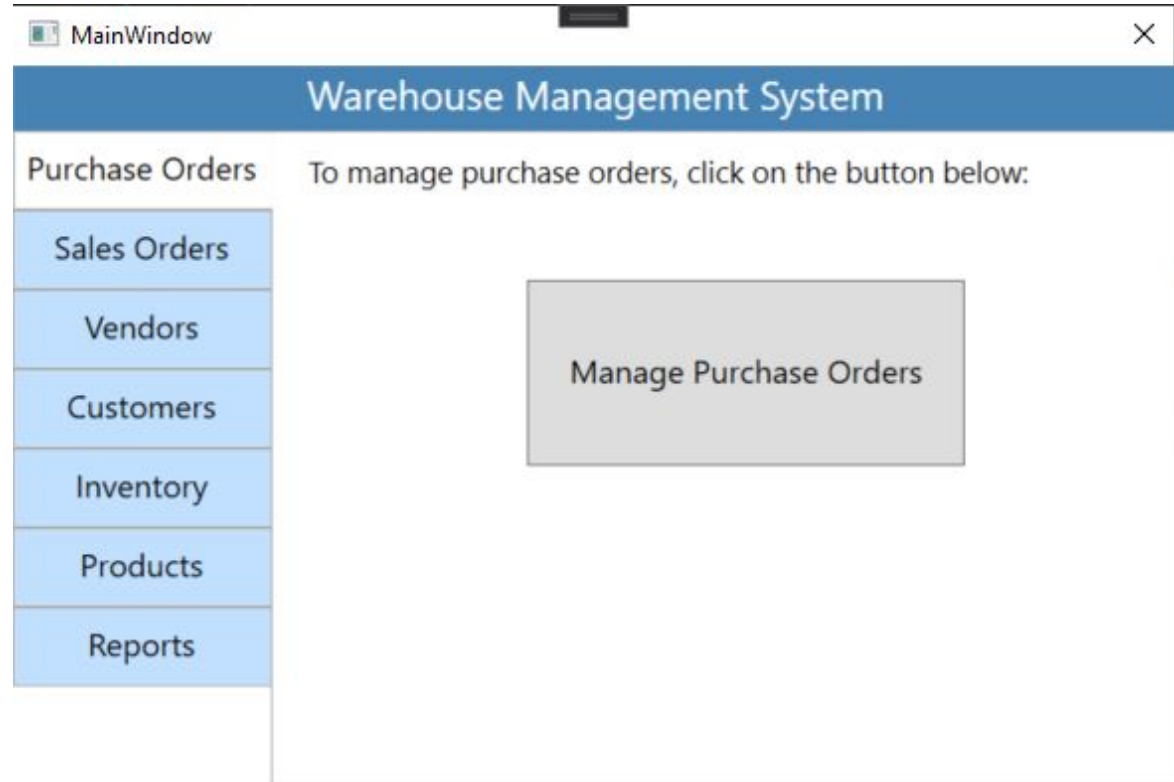 MainWindow
Warehouse Management System
Purchase Orders
Sales Orders
Vendors
Customers
Inventory
Products
Reports
To manage purchase orders, click on the button below:
Manage Purchase Orders